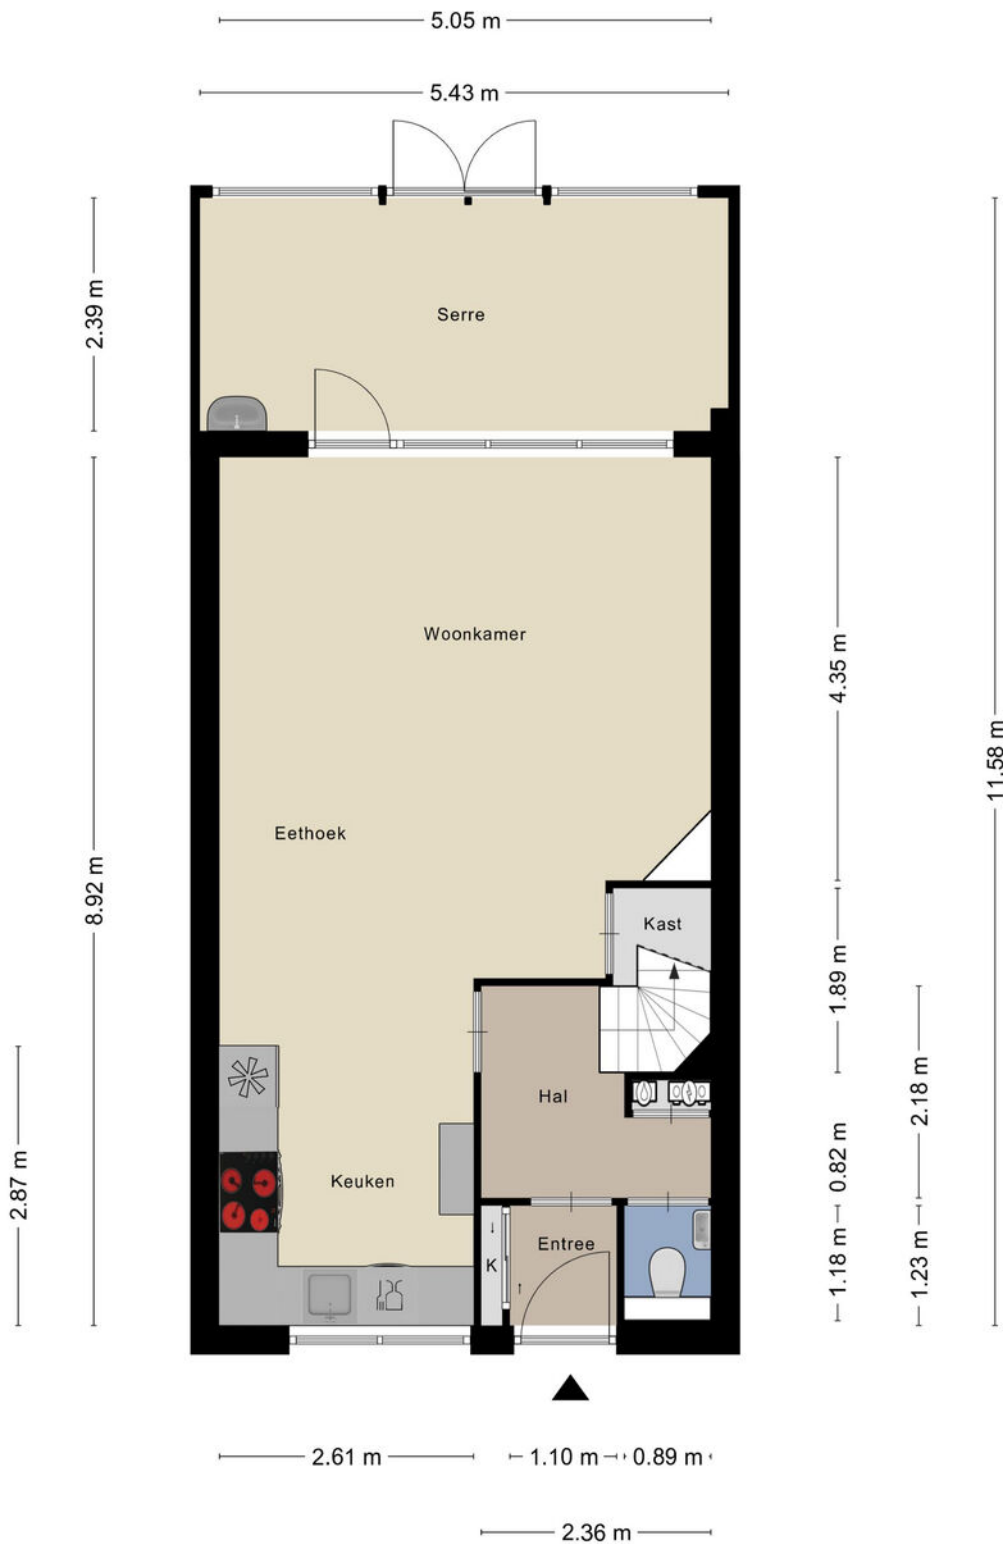 5.05 m
5.43 m
2.39 m
Serre
Woonkamer
4.35 m
11.58 m
Eethoek
8.92 m
Kast
1.89 m
Hal
2.18 m
0.82 m
2.87 m
Keuken
K
Entree
1.18 m
1.23 m
2.61 m
1.10 m
0.89 m
2.36 m